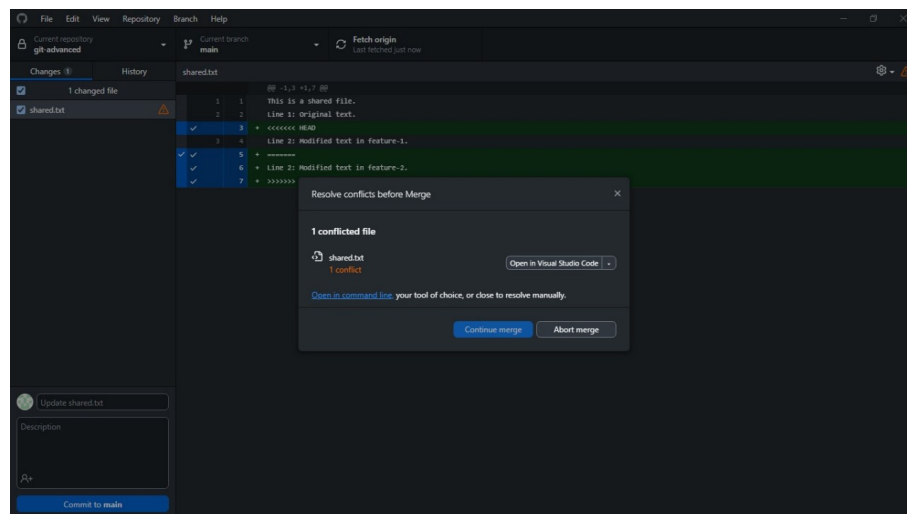 File Edit View Repository Branch Help
Current repository
git-advanced
Current branch
main
Fetch origin
Last fetched just now
Changes 1 History
1 changed file
shared.txt
shared.txt
@@ -1,3 +1,7 @@
1 1 This is a shared file.
2 2 Line 1: Original text.
3 + <<<<<<< HEAD
3 4 Line 2: Modified text in feature-1.
5 + =======
6 + Line 2: Modified text in feature-2.
7 + >>>>>>>
Resolve conflicts before Merge
1 conflicted file
shared.txt
1 conflict
Open in Visual Studio Code
Open in command line, your tool of choice, or close to resolve manually.
Continue merge Abort merge
Update shared.txt
Description
Commit to main